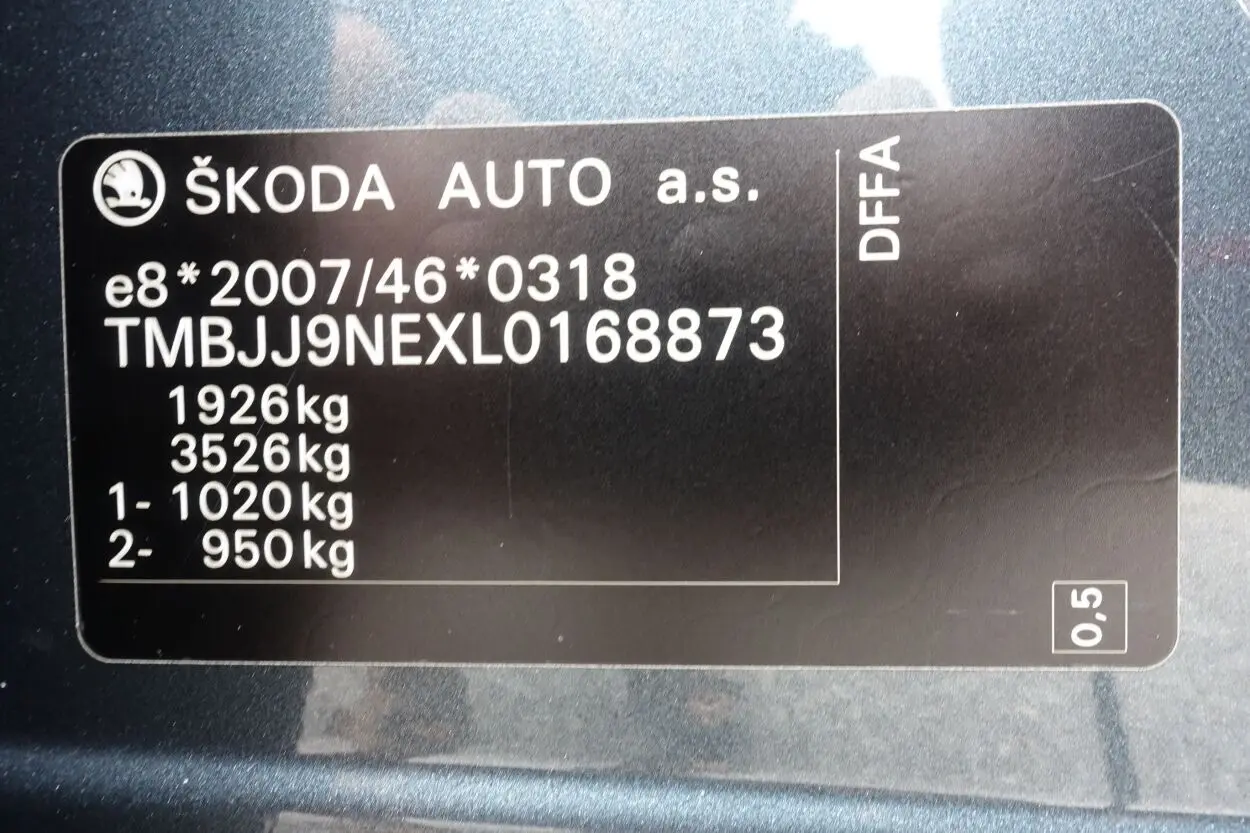 ŠKODA AUTO a.s.
e8*2007/46*0318
TMBJJ9NEXL0168873
1926kg
3526kg
1- 1020kg
2- 950kg
DFFA
0,5